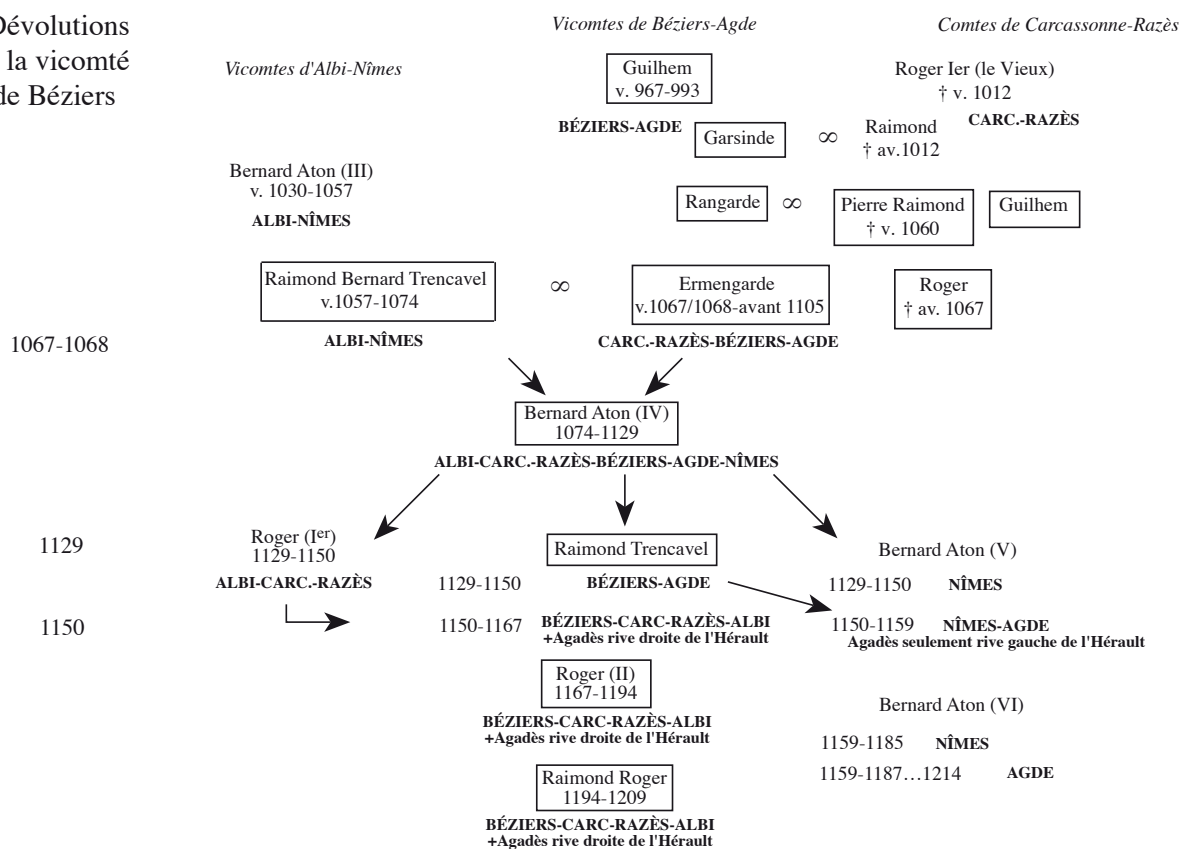 Dévolutions
la vicomté
de Béziers
Vicomtes d'Albi-Nîmes
Vicomtes de Béziers-Agde
Comtes de Carcassonne-Razès
Guilhem
v. 967-993
BÉZIERS-AGDE
Roger Ier (le Vieux)
† v. 1012
CARC.-RAZÈS
Garsinde ∞ Raimond
† av.1012
Bernard Aton (III)
v. 1030-1057
ALBI-NÎMES
Rangarde ∞ Pierre Raimond
† v. 1060
Guilhem
Raimond Bernard Trencavel
v.1057-1074
ALBI-NÎMES
∞
Ermengarde
v.1067/1068-avant 1105
CARC.-RAZÈS-BÉZIERS-AGDE
Roger
† av. 1067
1067-1068
Bernard Aton (IV)
1074-1129
ALBI-CARC.-RAZÈS-BÉZIERS-AGDE-NÎMES
1129
Roger (Ier)
1129-1150
ALBI-CARC.-RAZÈS
Raimond Trencavel
1129-1150 BÉZIERS-AGDE
Bernard Aton (V)
1129-1150 NÎMES
1150
1150-1167 BÉZIERS-CARC-RAZÈS-ALBI
+Agadès rive droite de l'Hérault
1150-1159 NÎMES-AGDE
Agadès seulement rive gauche de l'Hérault
Roger (II)
1167-1194
BÉZIERS-CARC-RAZÈS-ALBI
+Agadès rive droite de l'Hérault
Bernard Aton (VI)
1159-1185 NÎMES
1159-1187…1214 AGDE
Raimond Roger
1194-1209
BÉZIERS-CARC-RAZÈS-ALBI
+Agadès rive droite de l'Hérault